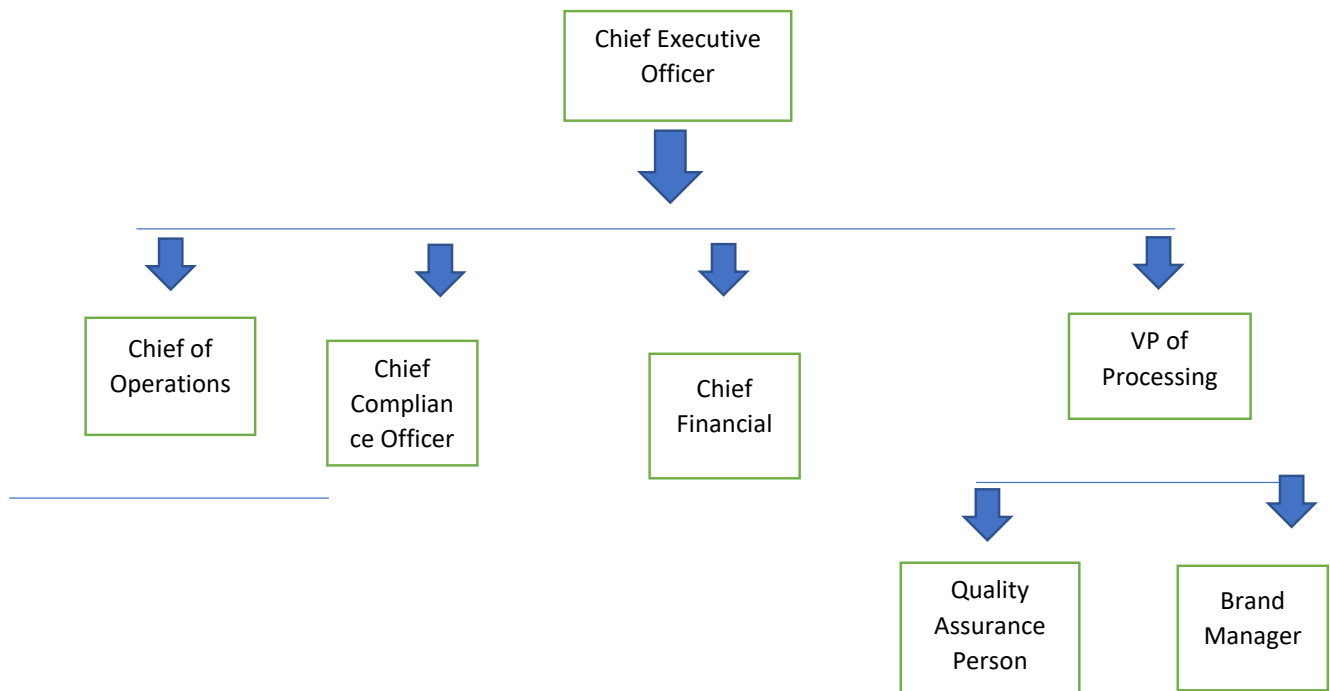 Chief Executive
Officer
Chief of
Operations
Chief
Complian
ce Officer
Chief
Financial
VP of
Processing
Quality
Assurance
Person
Brand
Manager